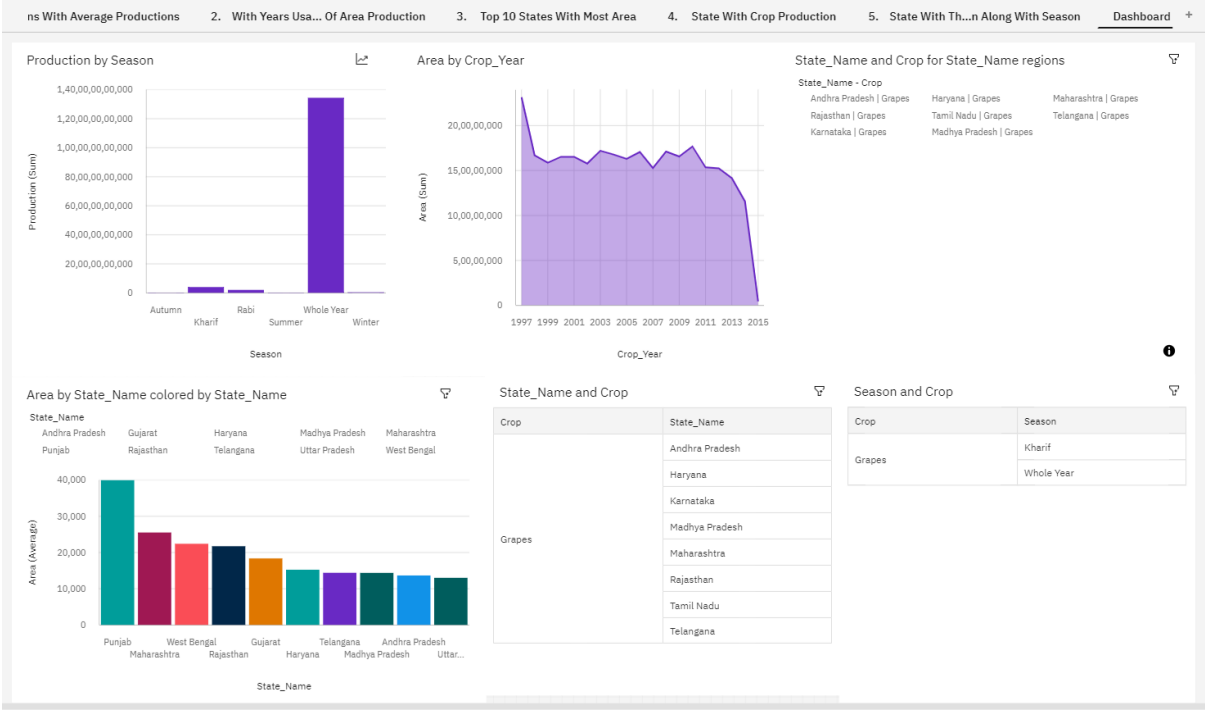 ns With Average Productions 2. With Years Usa... Of Area Production 3. Top 10 States With Most Area 4. State With Crop Production 5. State With Th...n Along With Season Dashboard +
Production by Season
1,40,00,00,00,000
1,20,00,00,00,000
1,00,00,00,00,000
80,00,00,00,000
60,00,00,00,000
40,00,00,00,000
20,00,00,00,000
0
Production (Sum)
Autumn Rabi Whole Year
Kharif Summer Winter
Season
Area by Crop_Year
20,00,00,000
15,00,00,000
10,00,00,000
5,00,00,000
0
Area (Sum)
1997 1999 2001 2003 2005 2007 2009 2011 2013 2015
Crop_Year
State_Name and Crop for State_Name regions
State_Name - Crop
Andhra Pradesh | Grapes Haryana | Grapes Maharashtra | Grapes
Rajasthan | Grapes Tamil Nadu | Grapes Telangana | Grapes
Karnataka | Grapes Madhya Pradesh | Grapes
Area by State_Name colored by State_Name
State_Name
Andhra Pradesh Gujarat Haryana Madhya Pradesh Maharashtra
Punjab Rajasthan Telangana Uttar Pradesh West Bengal
40,000
30,000
20,000
10,000
0
Area (Average)
Punjab West Bengal Gujarat Telangana Andhra Pradesh
Maharashtra Rajasthan Haryana Madhya Pradesh Uttar...
State_Name
State_Name and Crop
Crop State_Name
Andhra Pradesh
Haryana
Karnataka
Madhya Pradesh
Grapes
Maharashtra
Rajasthan
Tamil Nadu
Telangana
Season and Crop
Crop Season
Kharif
Grapes
Whole Year